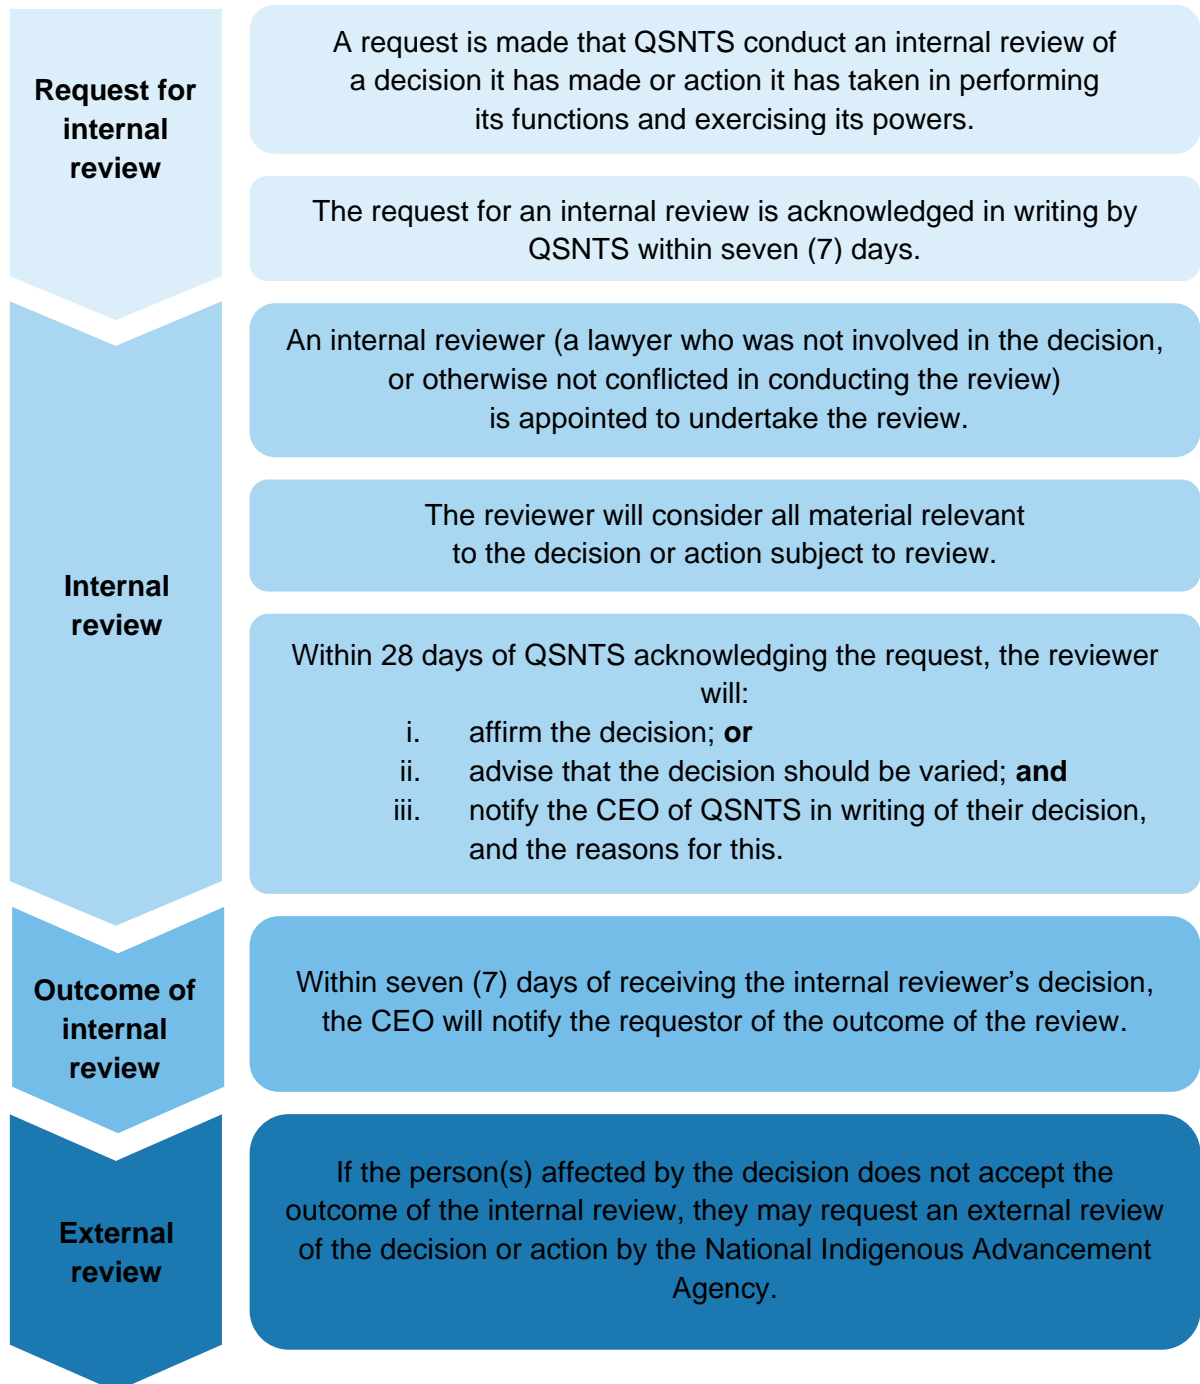 Request for
internal
review
A request is made that QSNTS conduct an internal review of
a decision it has made or action it has taken in performing
its functions and exercising its powers.
The request for an internal review is acknowledged in writing by
QSNTS within seven (7) days.
Internal
review
An internal reviewer (a lawyer who was not involved in the decision,
or otherwise not conflicted in conducting the review)
is appointed to undertake the review.
The reviewer will consider all material relevant
to the decision or action subject to review.
Within 28 days of QSNTS acknowledging the request, the reviewer
will:
i. affirm the decision; or
ii. advise that the decision should be varied; and
iii. notify the CEO of QSNTS in writing of their decision,
and the reasons for this.
Outcome of
internal
review
Within seven (7) days of receiving the internal reviewer’s decision,
the CEO will notify the requestor of the outcome of the review.
External
review
If the person(s) affected by the decision does not accept the
outcome of the internal review, they may request an external review
of the decision or action by the National Indigenous Advancement
Agency.